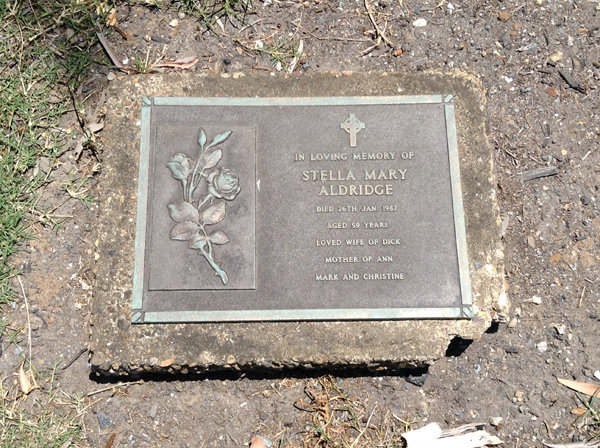 IN LOVING MEMORY OF
STELLA MARY
ALDRIDGE
DIED 26TH JAN. 1987
AGED 59 YEARS
LOVED WIFE OF DICK
MOTHER OF ANN
MARK AND CHRISTINE